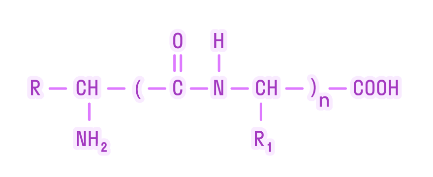 O H
R — CH — ( — C — N — CH — )n — COOH
NH₂ R₁